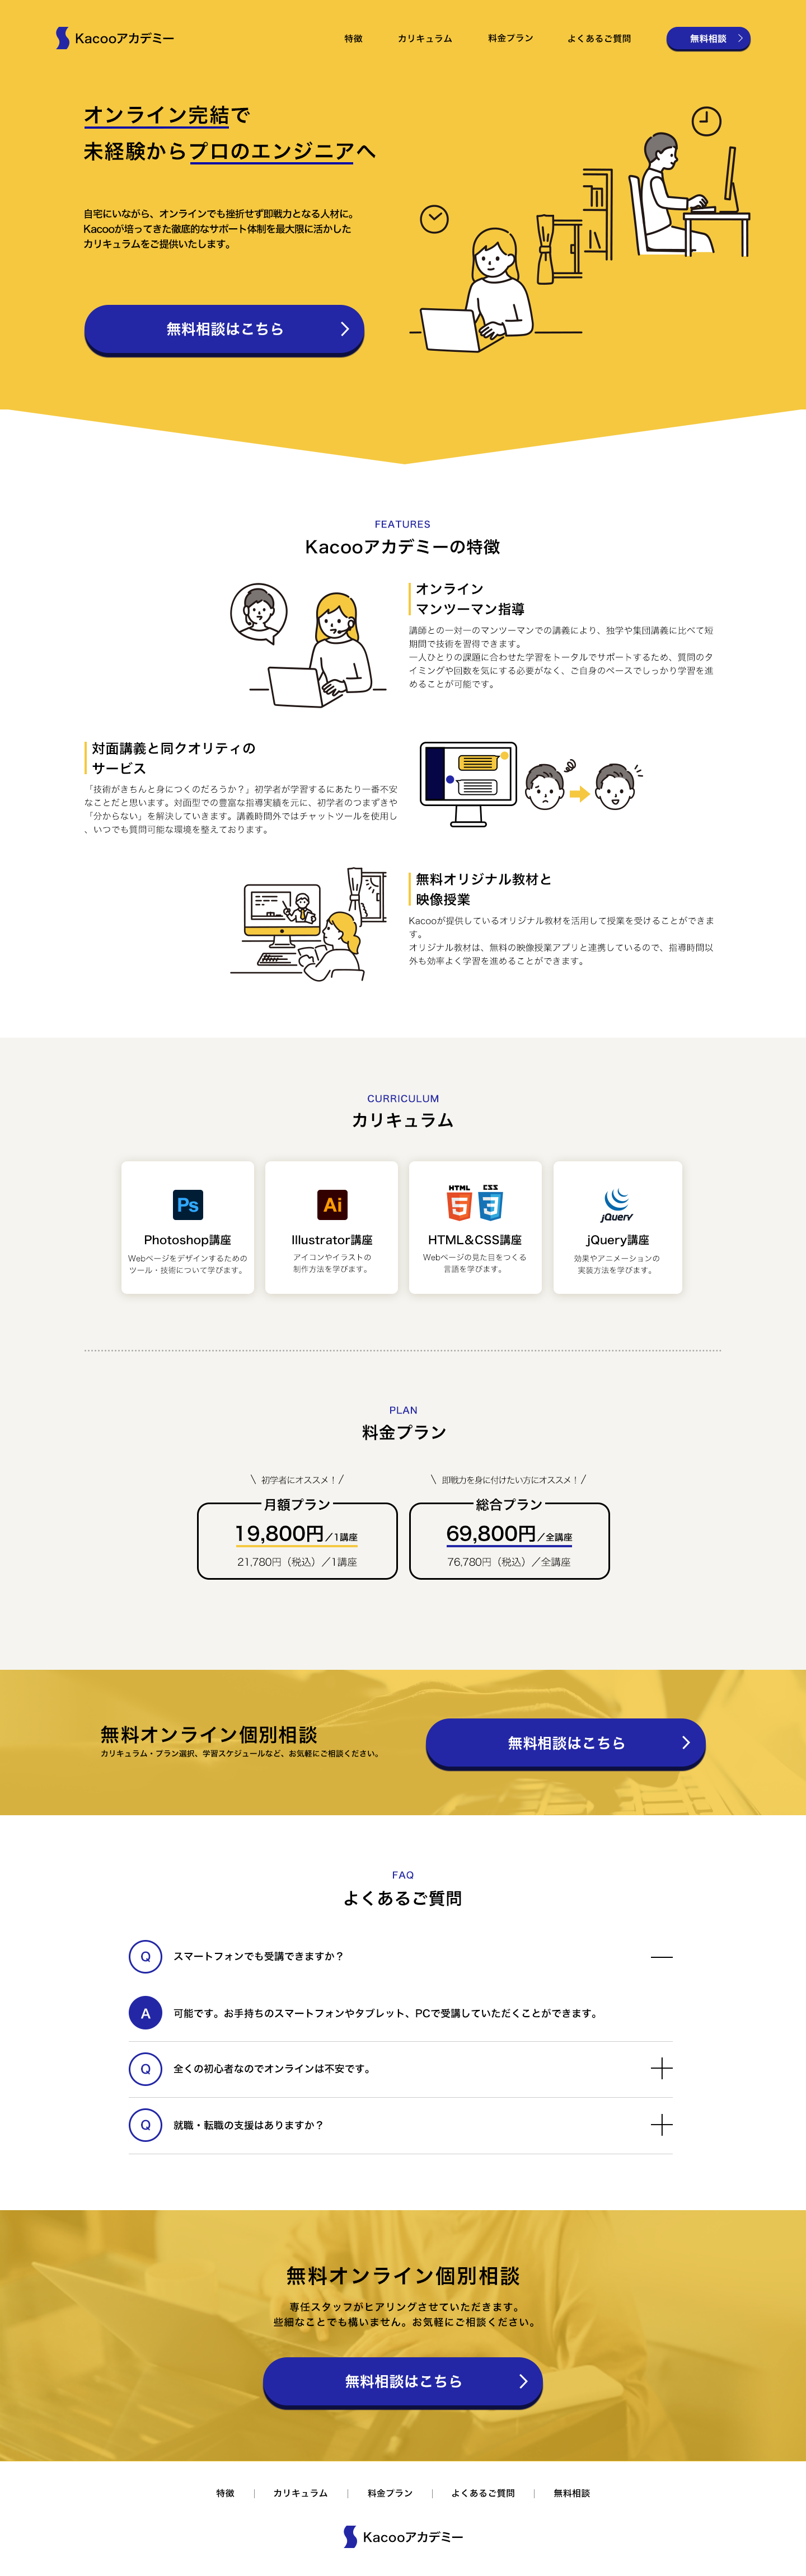 Kacooアカデミー
特徴
カリキュラム
料金プラン
よくあるご質問
無料相談
オンライン完結で
未経験からプロのエンジニアへ
自宅にいながら、オンラインでも挫折せず即戦力となる人材に。
Kacooが培ってきた徹底的なサポート体制を最大限に活かした
カリキュラムをご提供いたします。
無料相談はこちら
FEATURES
Kacooアカデミーの特徴
オンライン
マンツーマン指導
講師との一対一のマンツーマンでの講義により、独学や集団講義に比べて短
期間で技術を習得できます。
一人ひとりの課題に合わせた学習をトータルでサポートするため、質問のタ
イミングや回数を気にする必要がなく、ご自身のペースでしっかり学習を進
めることが可能です。
対面講義と同クオリティの
サービス
「技術がきちんと身につくのだろうか？」初学者が学習するにあたり一番不安
なことだと思います。対面型での豊富な指導実績を元に、初学者のつまずきや
「分からない」を解決していきます。講義時間外ではチャットツールを使用し
、いつでも質問可能な環境を整えております。
無料オリジナル教材と
映像授業
Kacooが提供しているオリジナル教材を活用して授業を受けることができま
す。
オリジナル教材は、無料の映像授業アプリと連携しているので、指導時間以
外も効率よく学習を進めることができます。
CURRICULUM
カリキュラム
Ps
Photoshop講座
Webページをデザインするための
ツール・技術について学びます。
Ai
Illustrator講座
アイコンやイラストの
制作方法を学びます。
HTML CSS
5 3
HTML&CSS講座
Webページの見た目をつくる
言語を学びます。
jQuery
jQuery講座
効果やアニメーションの
実装方法を学びます。
PLAN
料金プラン
\ 初学者にオススメ！/
月額プラン
19,800円／1講座
21,780円（税込）／1講座
\ 即戦力を身に付けたい方にオススメ！/
総合プラン
69,800円／全講座
76,780円（税込）／全講座
無料オンライン個別相談
カリキュラム・プラン選択、学習スケジュールなど、お気軽にご相談ください。
無料相談はこちら
FAQ
よくあるご質問
Q スマートフォンでも受講できますか？
A 可能です。お手持ちのスマートフォンやタブレット、PCで受講していただくことができます。
Q 全くの初心者なのでオンラインは不安です。
Q 就職・転職の支援はありますか？
無料オンライン個別相談
専任スタッフがヒアリングさせていただきます。
些細なことでも構いません。お気軽にご相談ください。
無料相談はこちら
特徴 | カリキュラム | 料金プラン | よくあるご質問 | 無料相談
Kacooアカデミー